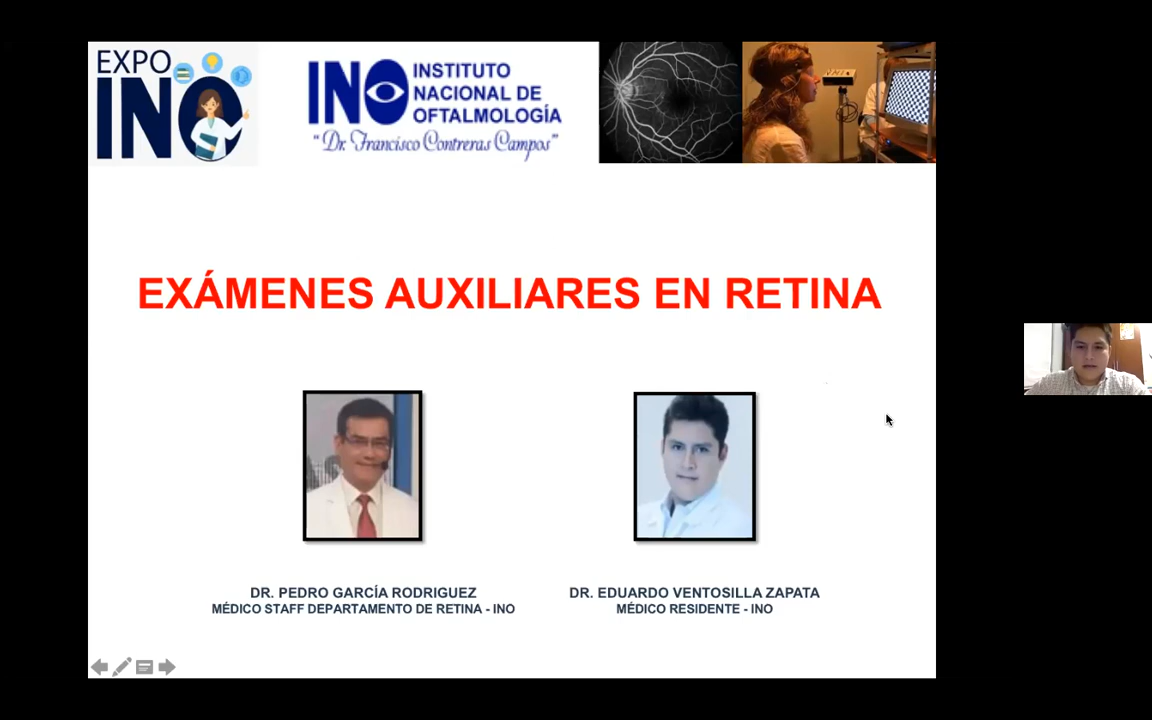 EXPO
INO
INO
INSTITUTO
NACIONAL DE
OFTALMOLOGÍA
"Dr. Francisco Contreras Campos"
EXÁMENES AUXILIARES EN RETINA
DR. PEDRO GARCÍA RODRIGUEZ
MÉDICO STAFF DEPARTAMENTO DE RETINA - INO
DR. EDUARDO VENTOSILLA ZAPATA
MÉDICO RESIDENTE - INO